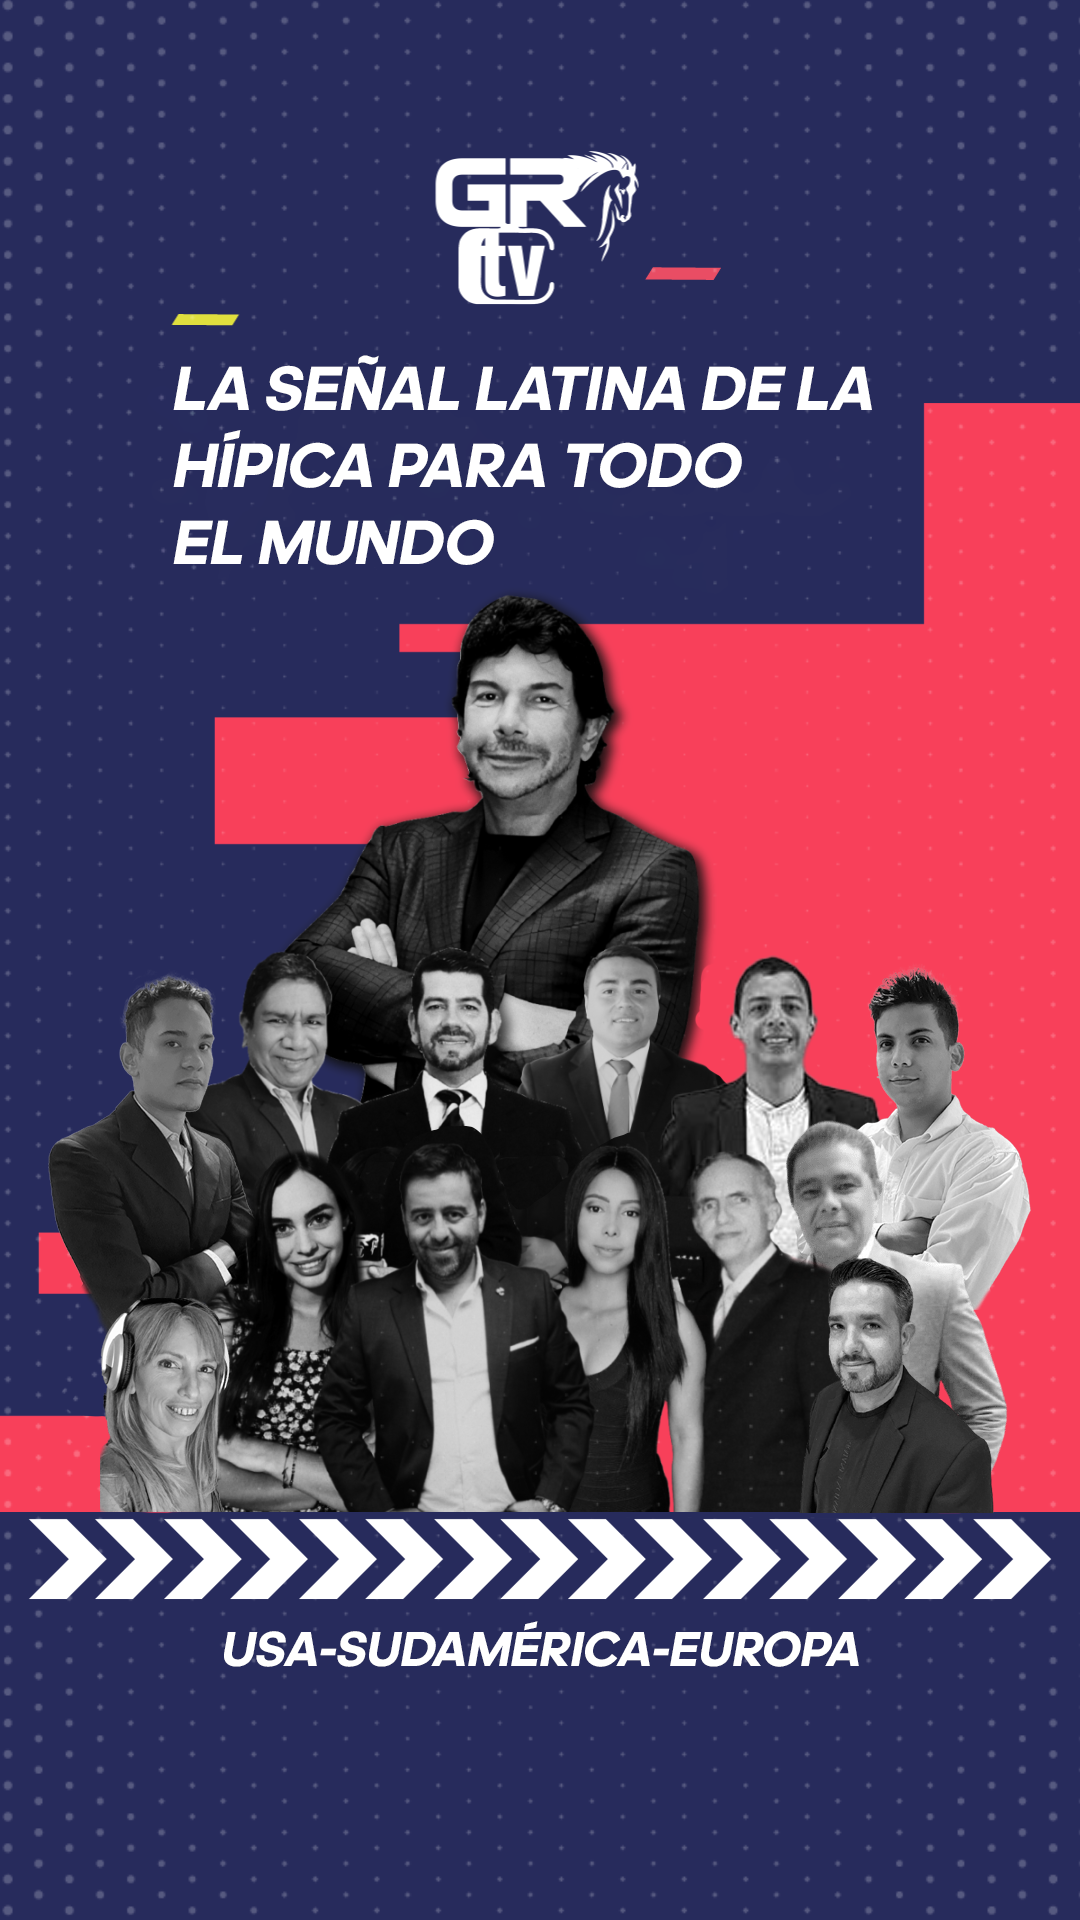 GR
tv
LA SEÑAL LATINA DE LA
HÍPICA PARA TODO
EL MUNDO
USA-SUDAMÉRICA-EUROPA